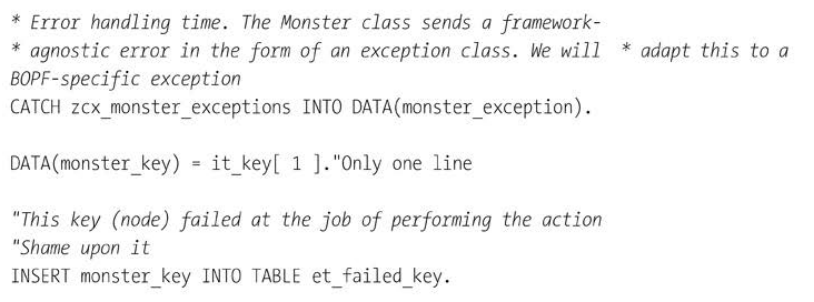 * Error handling time. The Monster class sends a framework-
* agnostic error in the form of an exception class. We will  * adapt this to a
BOPF-specific exception
CATCH zcx_monster_exceptions INTO DATA(monster_exception).
DATA(monster_key) = it_key[ 1 ]."Only one line
"This key (node) failed at the job of performing the action
"Shame upon it
INSERT monster_key INTO TABLE et_failed_key.